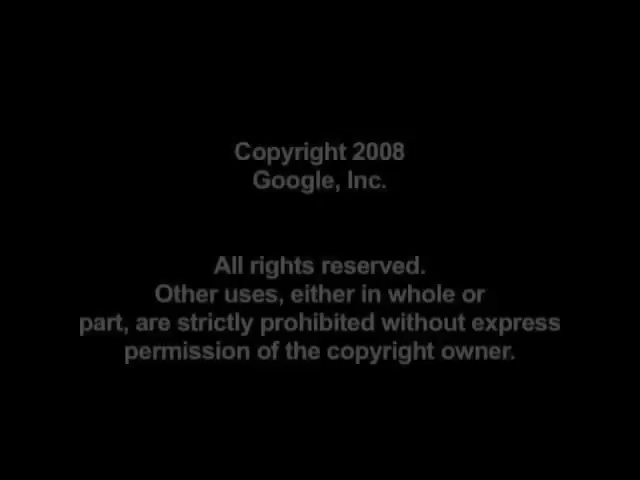 Copyright 2008
Google, Inc.
All rights reserved.
Other uses, either in whole or
part, are strictly prohibited without express
permission of the copyright owner.